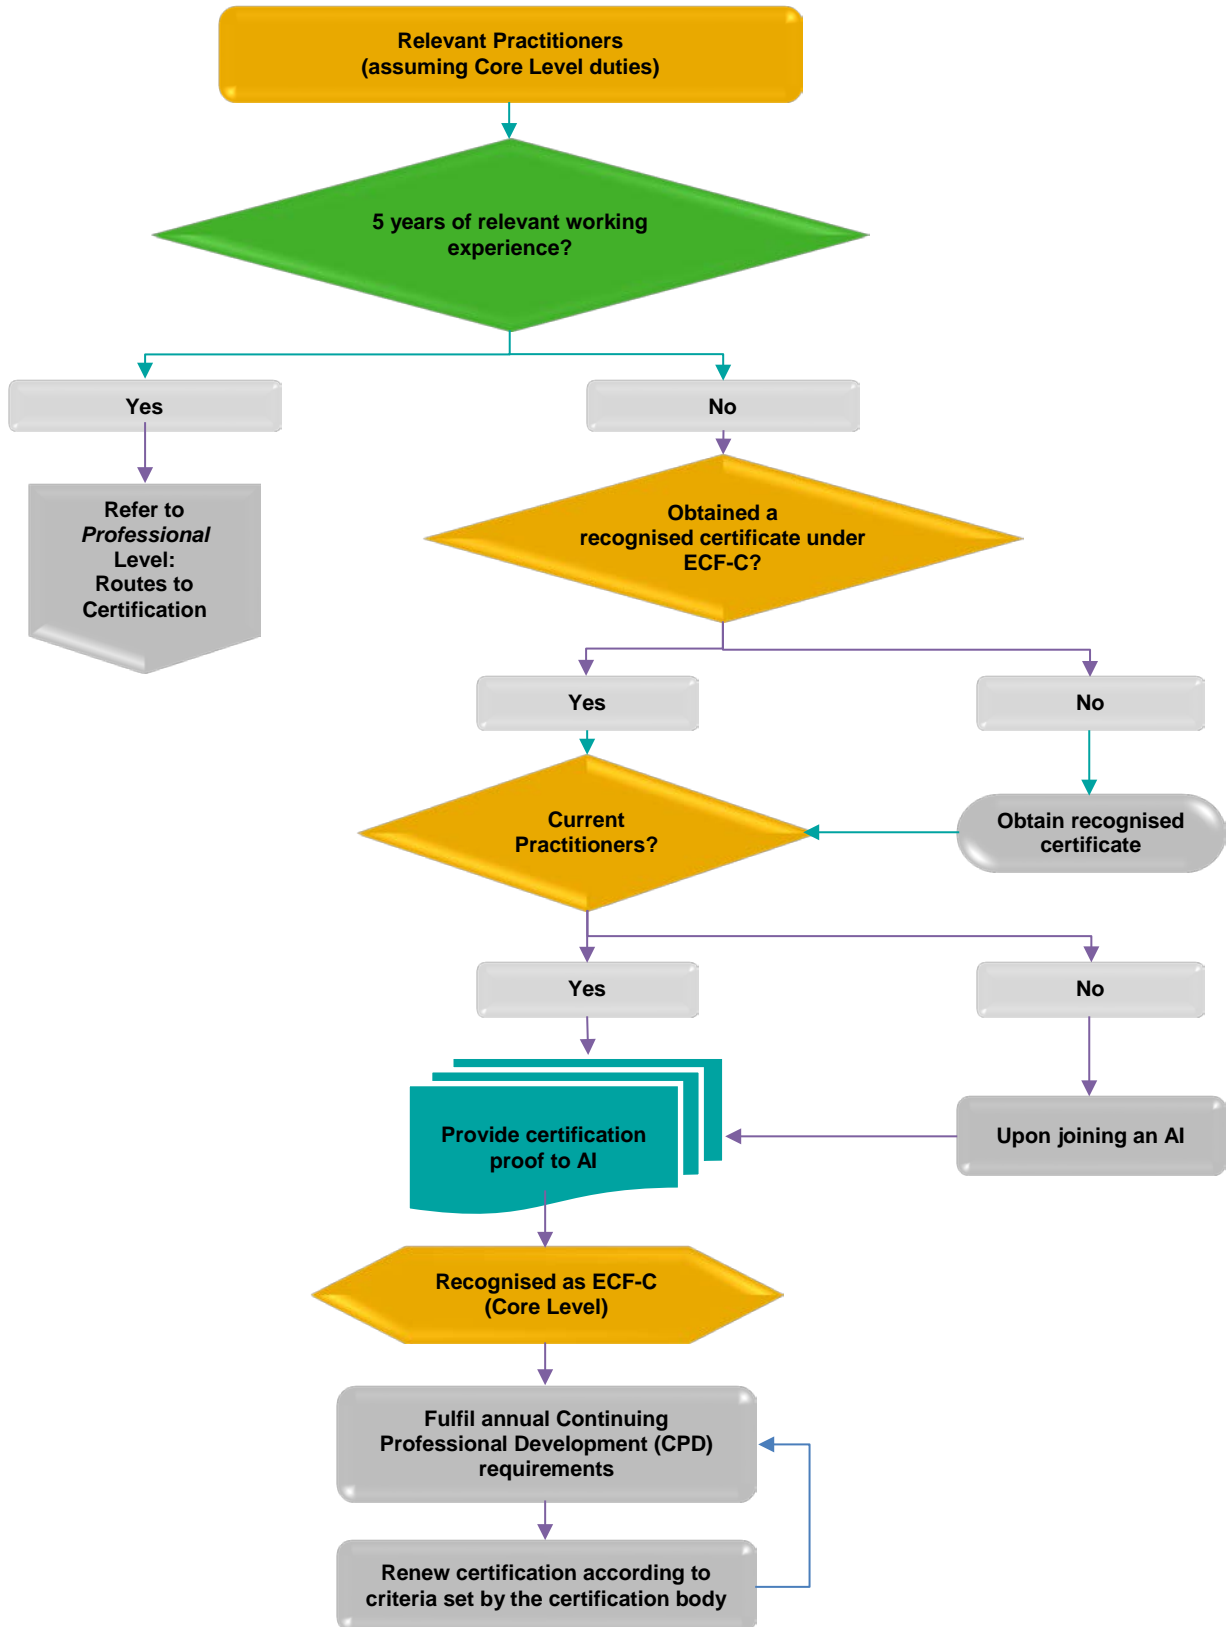 Relevant Practitioners
(assuming Core Level duties)
5 years of relevant working
experience?
Yes
No
Refer to
Professional
Level:
Routes to
Certification
Obtained a
recognised certificate under
ECF-C?
Yes
No
Current
Practitioners?
Obtain recognised
certificate
Yes
No
Provide certification
proof to AI
Upon joining an AI
Recognised as ECF-C
(Core Level)
Fulfil annual Continuing
Professional Development (CPD)
requirements
Renew certification according to
criteria set by the certification body